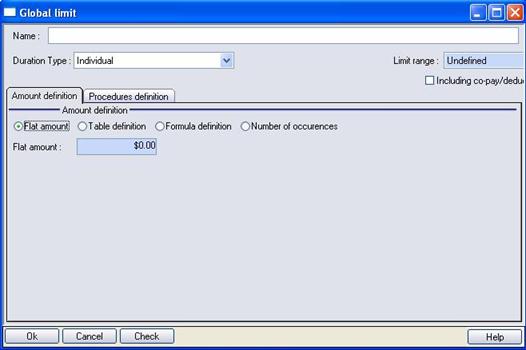 Global limit
Name :
Duration Type : Individual Limit range : Undefined
Including co-pay/deduc
Amount definition Procedures definition
Amount definition
Flat amount Table definition Formula definition Number of occurences
Flat amount : $0.00
Ok Cancel Check Help